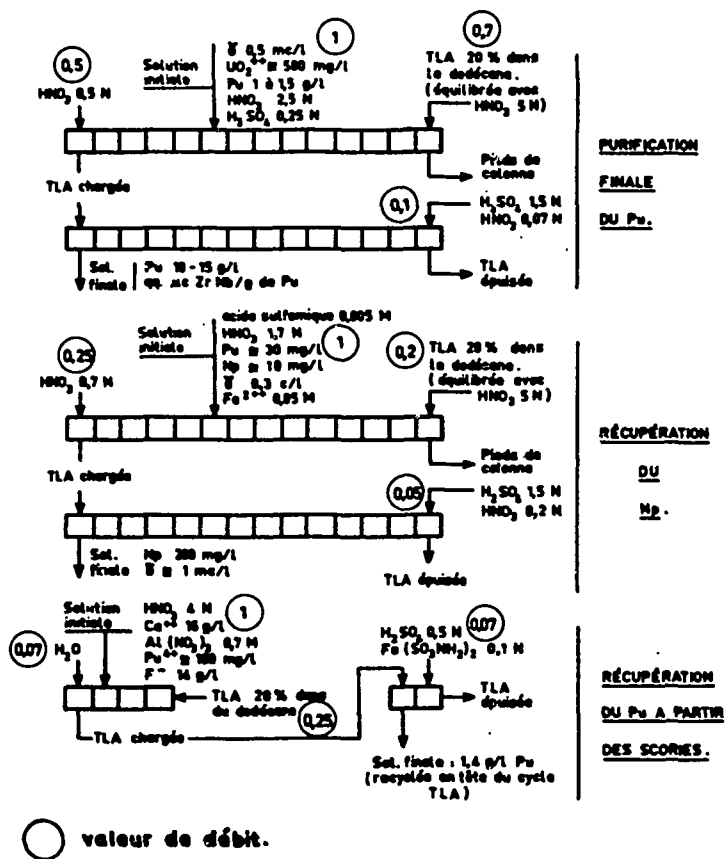 0,5
HNO3 0,5 N
Solution
initiale
1
ɣ 0,5 mc/l
UO2++ ≅ 500 mg/l
Pu 1 à 1,5 g/l
HNO3 2,5 N
H2SO4 0,25 N
0,7
TLA 20 % dans
le dodécane.
(équilibrée avec
HNO3 5 N)
TLA chargée
Pieds de
colonne
0,1
H2SO4 1,5 N
HNO3 0,07 N
Sol.
finale
Pu 10-15 g/l
qq. µc Zr Nb/g de Pu
TLA
épuisée
PURIFICATION
FINALE
DU Pu.
0,25
HNO3 0,7 N
Solution
initiale
acide sulfamique 0,005 M
HNO3 1,7 N
Pu ≅ 30 mg/l
Np ≅ 10 mg/l
ɣ 0,3 c/l
Fe2++ 0,05 M
1
0,2
TLA 20 % dans
le dodécane.
(équilibrée avec
HNO3 5 N)
TLA chargée
Pieds de
colonne
0,05
H2SO4 1,5 N
HNO3 0,2 N
Sol.
finale
Np 200 mg/l
ɣ ≅ 1 mc/l
TLA épuisée
RÉCUPÉRATION
DU
Np.
Solution
initiale
0,07
H2O
HNO3 4 N
Ca++ 16 g/l
Al (NO3)3 0,7 M
Pu4+ ≅ 100 mg/l
F- 14 g/l
1
TLA 20 % dans
du dodécane
0,25
TLA chargée
H2SO4 0,5 N
Fe (SO3NH2)2 0,1 N
0,07
TLA
épuisée
Sol. finale : 1,4 g/l Pu
(recyclée en tête du cycle
TLA)
RÉCUPÉRATION
DU Pu A PARTIR
DES SCORIES.
valeur de débit.